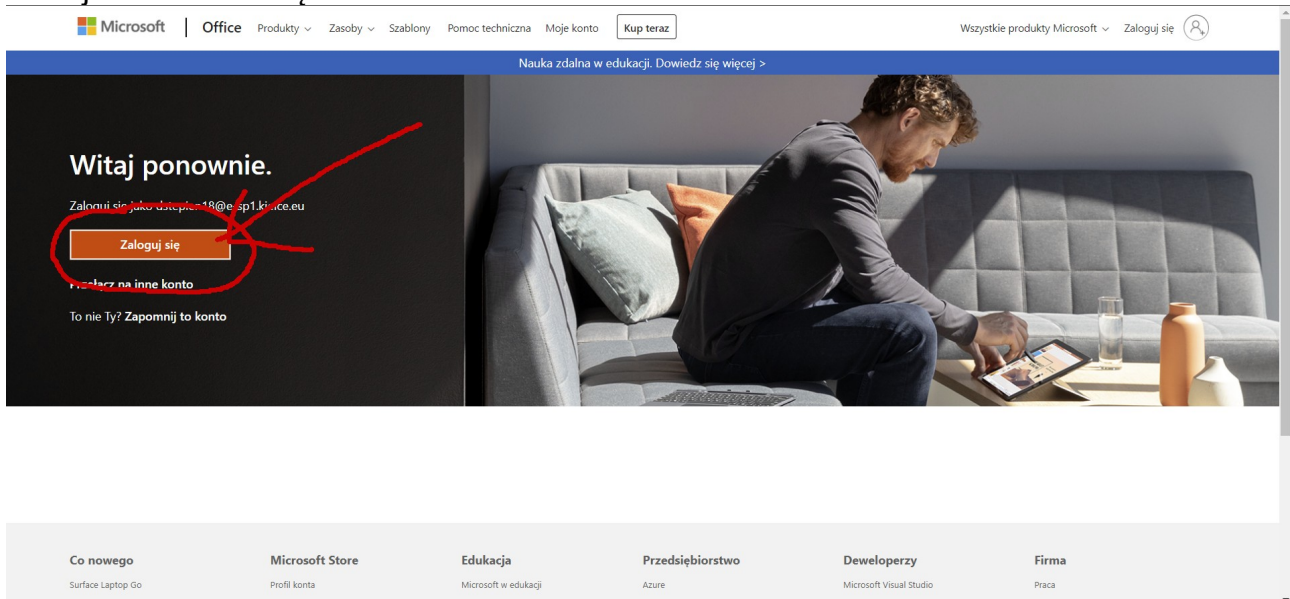 Microsoft Office Produkty Zasoby Szablony Pomoc techniczna Moje konto Kup teraz Wszystkie produkty Microsoft Zaloguj się
Nauka zdalna w edukacji. Dowiedz się więcej >
Witaj ponownie.
Zaloguj się jako
Zaloguj się
Przełącz na inne konto
To nie Ty? Zapomnij to konto
Co nowego Microsoft Store Edukacja Przedsiębiorstwo Deweloperzy Firma
Surface Laptop Go Profil konta Microsoft w edukacji Azure Microsoft Visual Studio Praca